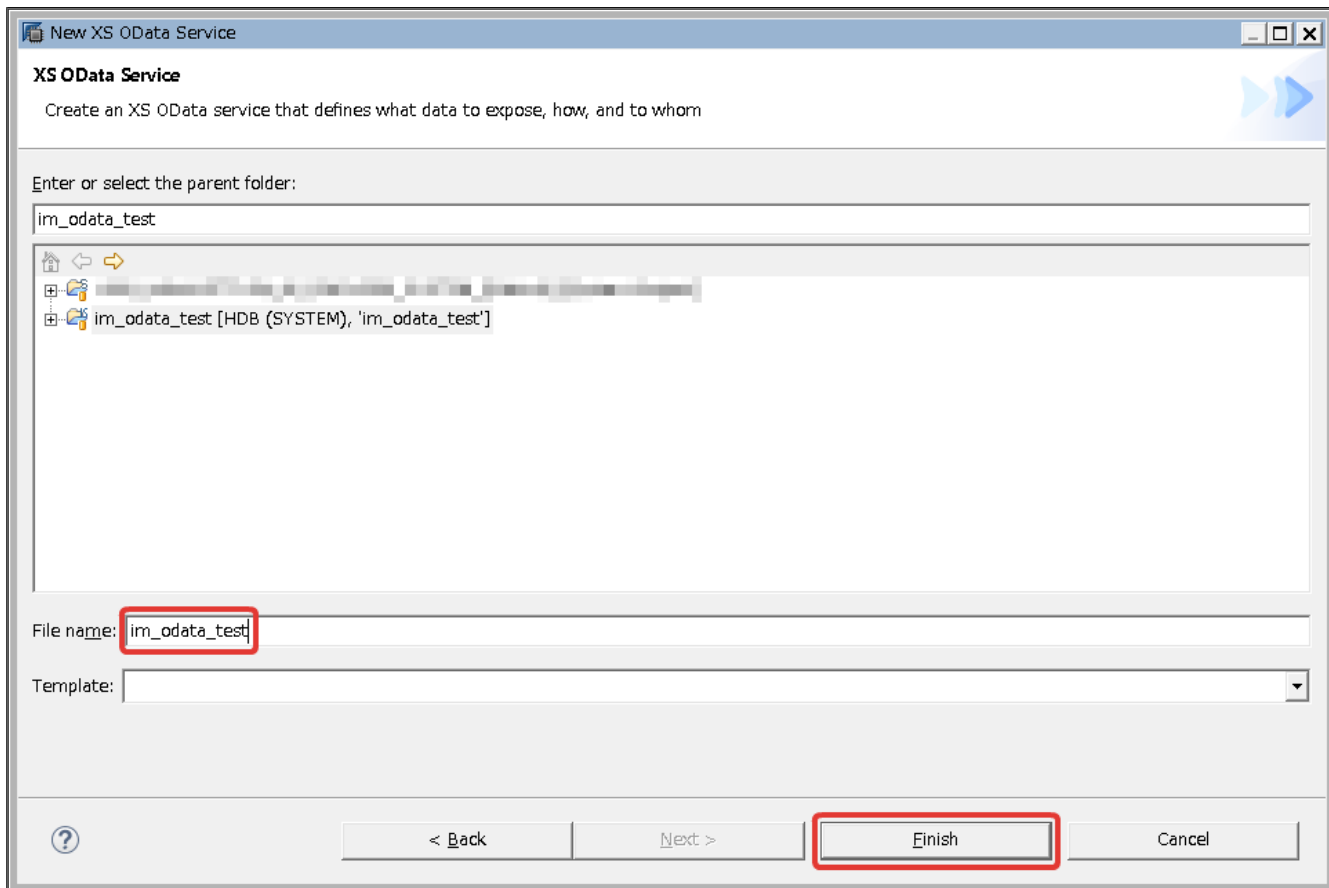 New XS OData Service
XS OData Service
Create an XS OData service that defines what data to expose, how, and to whom
Enter or select the parent folder:
im_odata_test
im_odata_test [HDB (SYSTEM), 'im_odata_test']
File name: im_odata_test
Template:
< Back Next > Finish Cancel